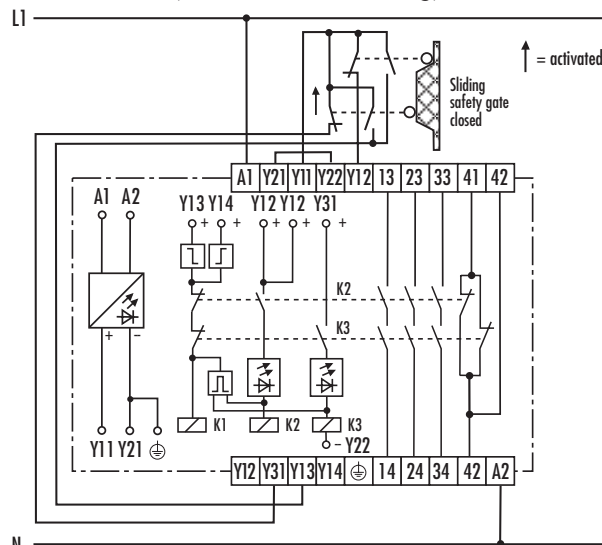 L1
= activated
Sliding
safety gate
closed
A1 Y21 Y11 Y22 Y12 13 23 33 41 42
A1 A2 Y13 Y14 Y12 Y12 Y31
+ + + + +
K2
K3
+ −
K1 K2 K3
− Y22
Y11 Y21
Y12 Y31 Y13 Y14 14 24 34 42 A2
N